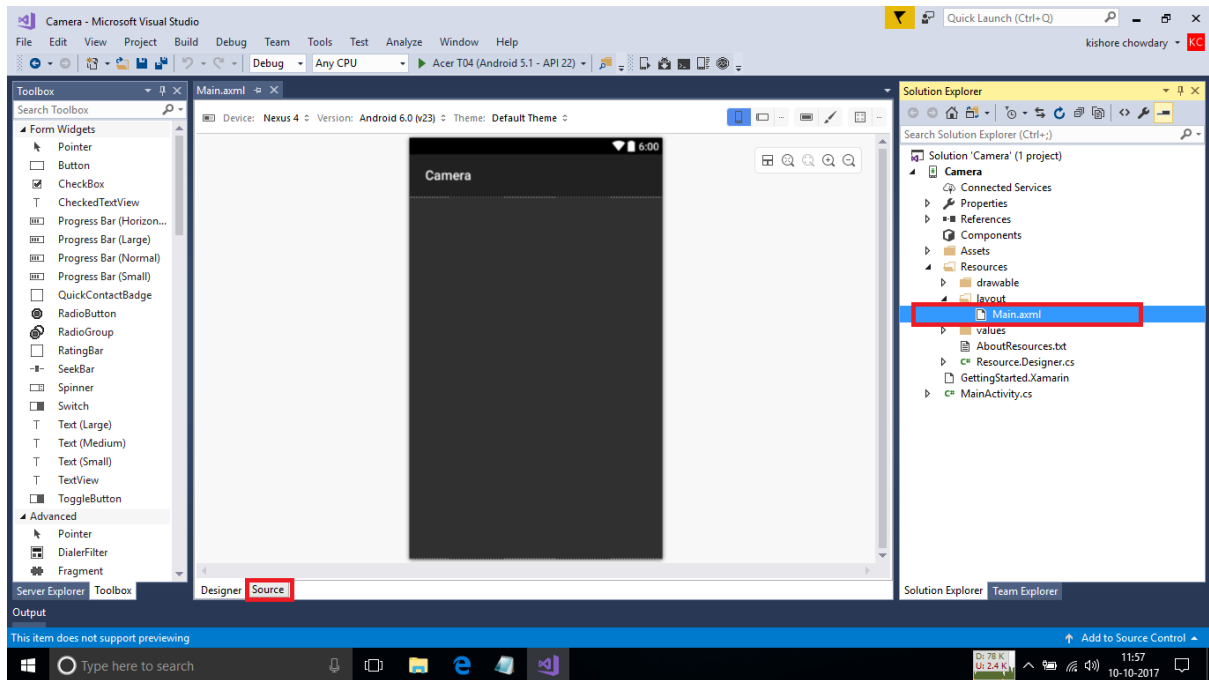 Camera - Microsoft Visual Studio
Quick Launch (Ctrl+Q)
File Edit View Project Build Debug Team Tools Test Analyze Window Help
kishore chowdary KC
Debug Any CPU Acer T04 (Android 5.1 - API 22)
Toolbox
Search Toolbox
Form Widgets
Pointer
Button
CheckBox
T CheckedTextView
Progress Bar (Horizon...
Progress Bar (Large)
Progress Bar (Normal)
Progress Bar (Small)
QuickContactBadge
RadioButton
RadioGroup
RatingBar
SeekBar
Spinner
Switch
T Text (Large)
T Text (Medium)
T Text (Small)
T TextView
ToggleButton
Advanced
Pointer
DialerFilter
Fragment
Server Explorer Toolbox
Main.axml
Device: Nexus 4 Version: Android 6.0 (v23) Theme: Default Theme
6:00
Camera
Designer Source
Solution Explorer
Search Solution Explorer (Ctrl+;)
Solution 'Camera' (1 project)
Camera
Connected Services
Properties
References
Components
Assets
Resources
drawable
layout
Main.axml
values
AboutResources.txt
C# Resource.Designer.cs
GettingStarted.Xamarin
C# MainActivity.cs
Solution Explorer Team Explorer
Output
This item does not support previewing
Add to Source Control
Type here to search
D: 78 K
U: 2.4 K
11:57
10-10-2017